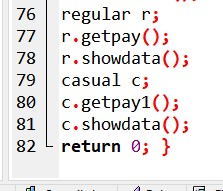 76 regular r;
77 r.getpay();
78 r.showdata();
79 casual c;
80 c.getpay1();
81 c.showdata();
82 return 0; }